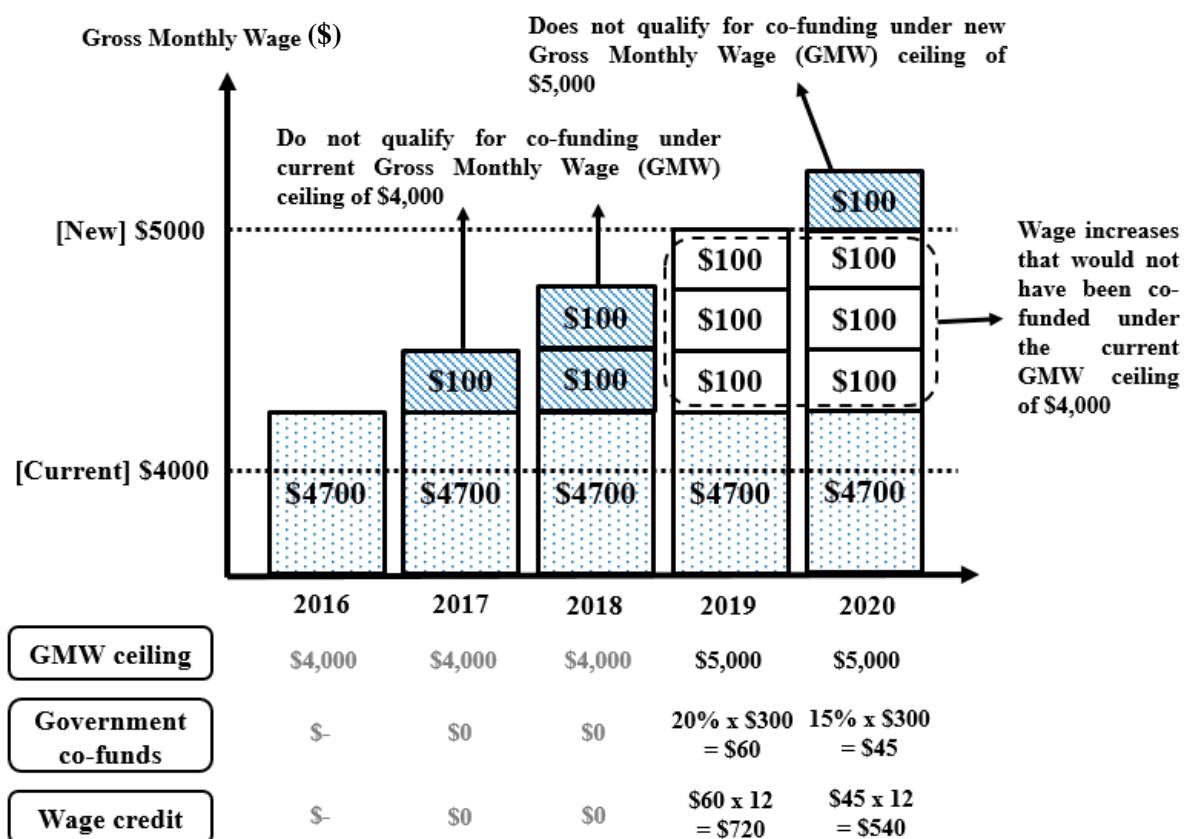 Gross Monthly Wage ($)
Does not qualify for co-funding under new
Gross Monthly Wage (GMW) ceiling of
$5,000
Do not qualify for co-funding under
current Gross Monthly Wage (GMW)
ceiling of $4,000
[New] $5000
[Current] $4000
$4700
$100
$4700
$100
$100
$4700
$100
$100
$100
$4700
$100
$100
$100
$100
$4700
Wage increases
that would not
have been co-
funded under
the current
GMW ceiling
of $4,000
2016 2017 2018 2019 2020
GMW ceiling $4,000 $4,000 $4,000 $5,000 $5,000
Government
co-funds
$- $0 $0
20% x $300 15% x $300
= $60 = $45
Wage credit $- $0 $0
$60 x 12 $45 x 12
= $720 = $540